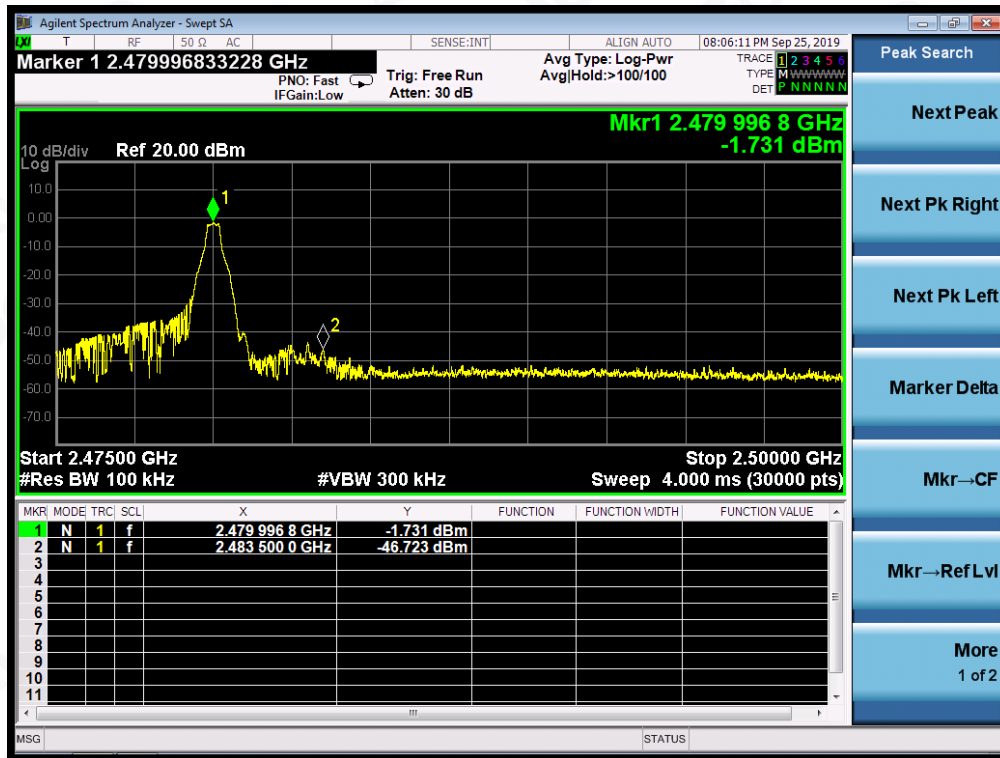 Agilent Spectrum Analyzer - Swept SA
LXI T RF 50 Ω AC SENSE:INT ALIGN AUTO 08:06:11 PM Sep 25, 2019
Marker 1 2.479996833228 GHz
PNO: Fast
IFGain:Low
Trig: Free Run
Atten: 30 dB
Avg Type: Log-Pwr
Avg|Hold:>100/100
TRACE 1 2 3 4 5 6
TYPE M WWWWW
DET P N N N N N
Mkr1 2.479 996 8 GHz
-1.731 dBm
10 dB/div Ref 20.00 dBm
Log
10.0
0.00
-10.0
-20.0
-30.0
-40.0
-50.0
-60.0
-70.0
1
2
Start 2.47500 GHz Stop 2.50000 GHz
#Res BW 100 kHz #VBW 300 kHz Sweep 4.000 ms (30000 pts)
MKR MODE TRC SCL X Y FUNCTION FUNCTION WIDTH FUNCTION VALUE
1 N 1 f 2.479 996 8 GHz -1.731 dBm
2 N 1 f 2.483 500 0 GHz -46.723 dBm
3
4
5
6
7
8
9
10
11
MSG STATUS
Peak Search
Next Peak
Next Pk Right
Next Pk Left
Marker Delta
Mkr→CF
Mkr→Ref Lvl
More
1 of 2